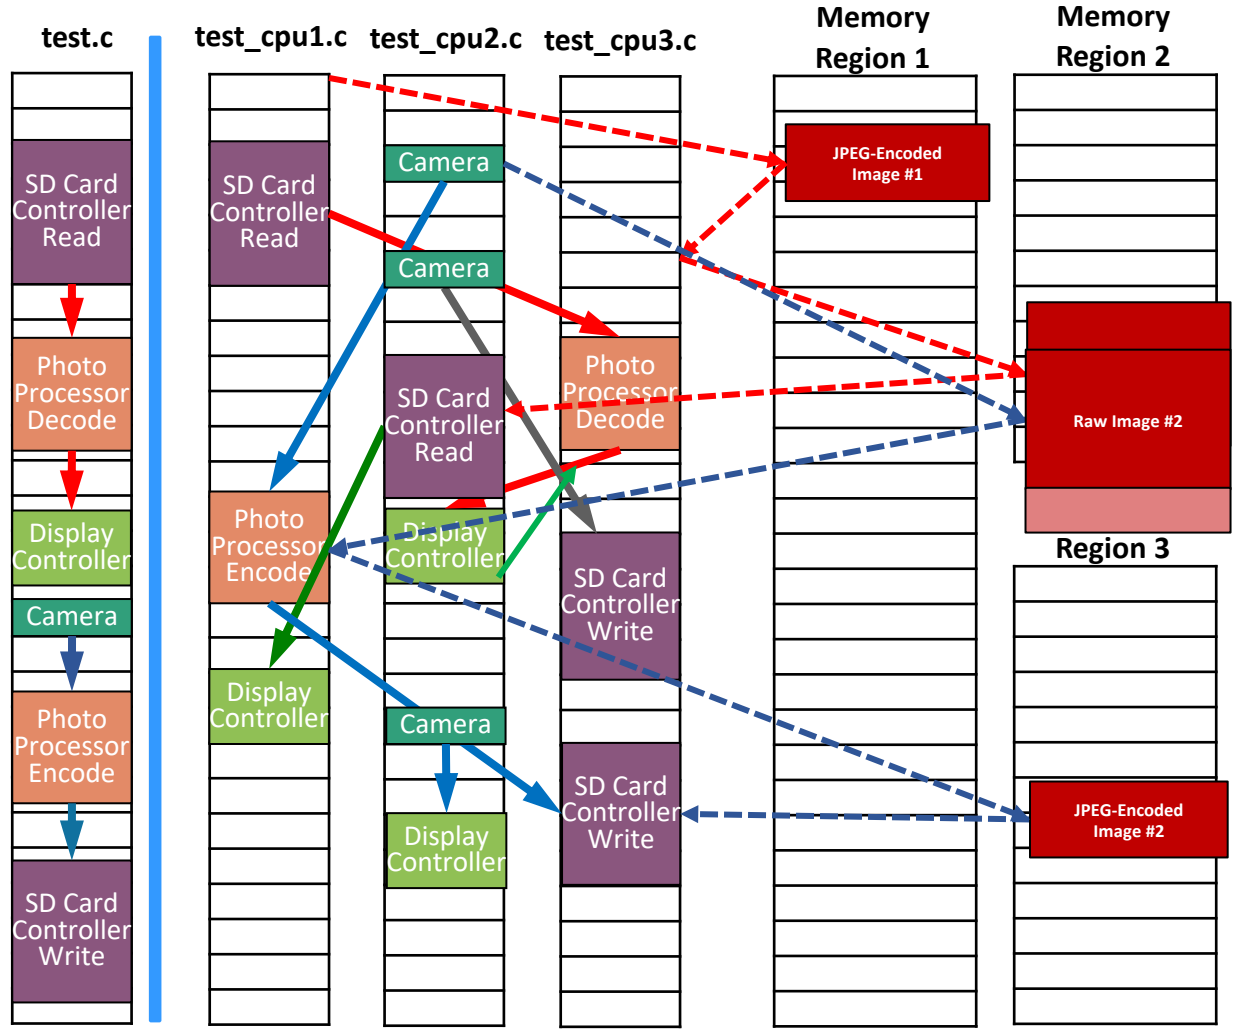 test.c
SD Card
Controller
Read
Photo
Processor
Decode
Display
Controller
Camera
Photo
Processor
Encode
SD Card
Controller
Write
test_cpu1.c
SD Card
Controller
Read
Photo
Processor
Encode
Display
Controller
test_cpu2.c
Camera
Camera
SD Card
Controller
Read
Display
Controller
Camera
Display
Controller
test_cpu3.c
Photo
Processor
Decode
SD Card
Controller
Write
SD Card
Controller
Write
Memory
Region 1
JPEG-Encoded
Image #1
Memory
Region 2
Raw Image #2
Region 3
JPEG-Encoded
Image #2